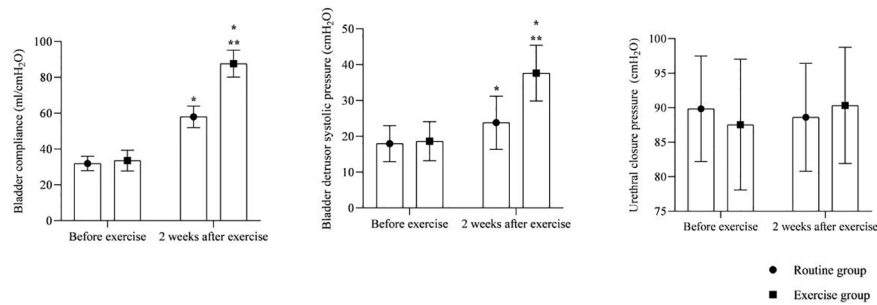 Bladder compliance (ml/cmH₂O)
100
80
60
40
20
0
*
*
**
Before exercise
2 weeks after exercise
Bladder detrusor systolic pressure (cmH₂O)
50
40
30
20
10
0
*
*
**
Before exercise
2 weeks after exercise
Urethral closure pressure (cmH₂O)
100
95
90
85
80
75
Before exercise
2 weeks after exercise
Routine group
Exercise group